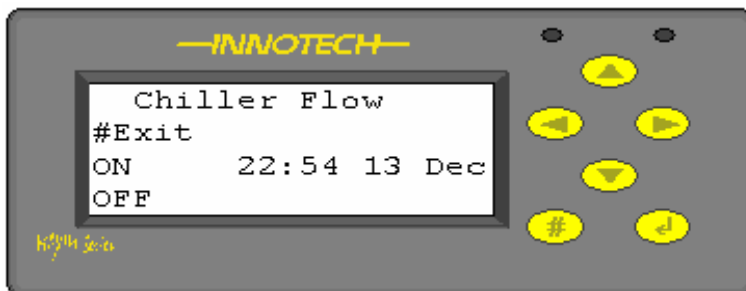 INNOTECH
Chiller Flow
#Exit
ON 22:54 13 Dec
OFF
#